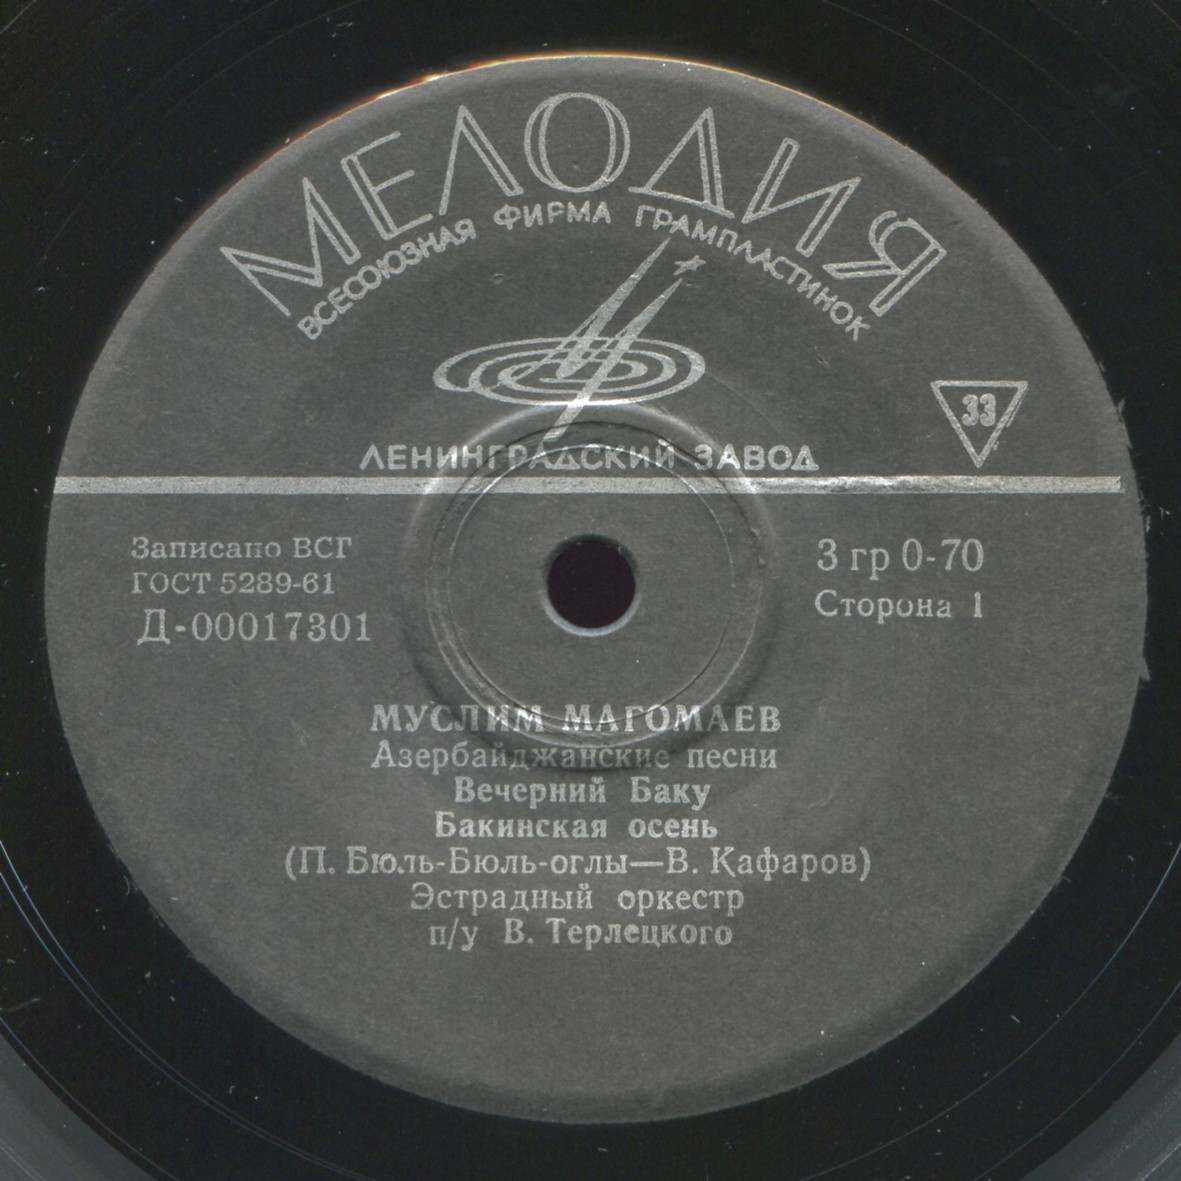 МЕЛОДИЯ
ВСЕСОЮЗНАЯ ФИРМА ГРАМПЛАСТИНОК
33
ЛЕНИНГРАДСКИЙ ЗАВОД
Записано ВСГ
ГОСТ 5289-61
Д-00017301
3 гр 0-70
Сторона 1
МУСЛИМ МАГОМАЕВ
Азербайджанские песни
Вечерний Баку
Бакинская осень
(П. Бюль-Бюль-оглы—В. Кафаров)
Эстрадный оркестр
п/у В. Терлецкого